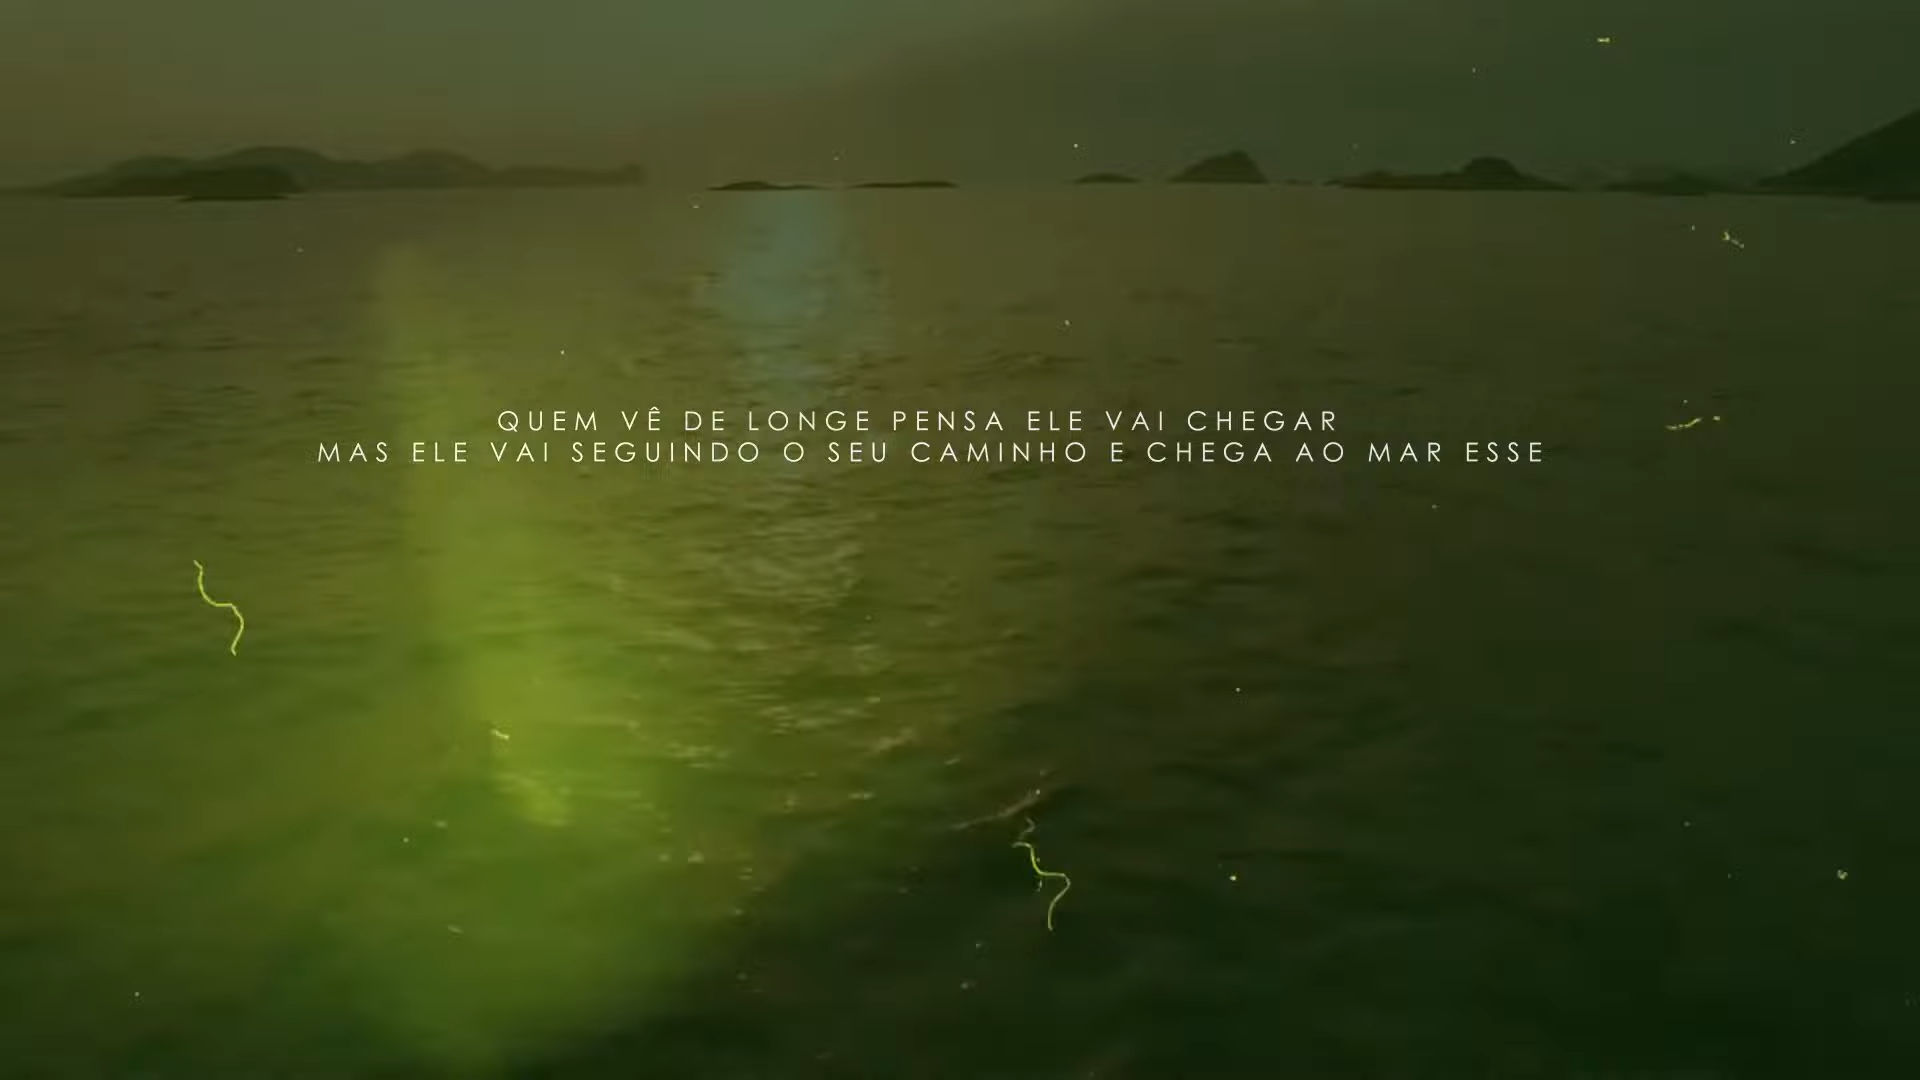 QUEM VÊ DE LONGE PENSA ELE VAI CHEGAR
MAS ELE VAI SEGUINDO O SEU CAMINHO E CHEGA AO MAR ESSE